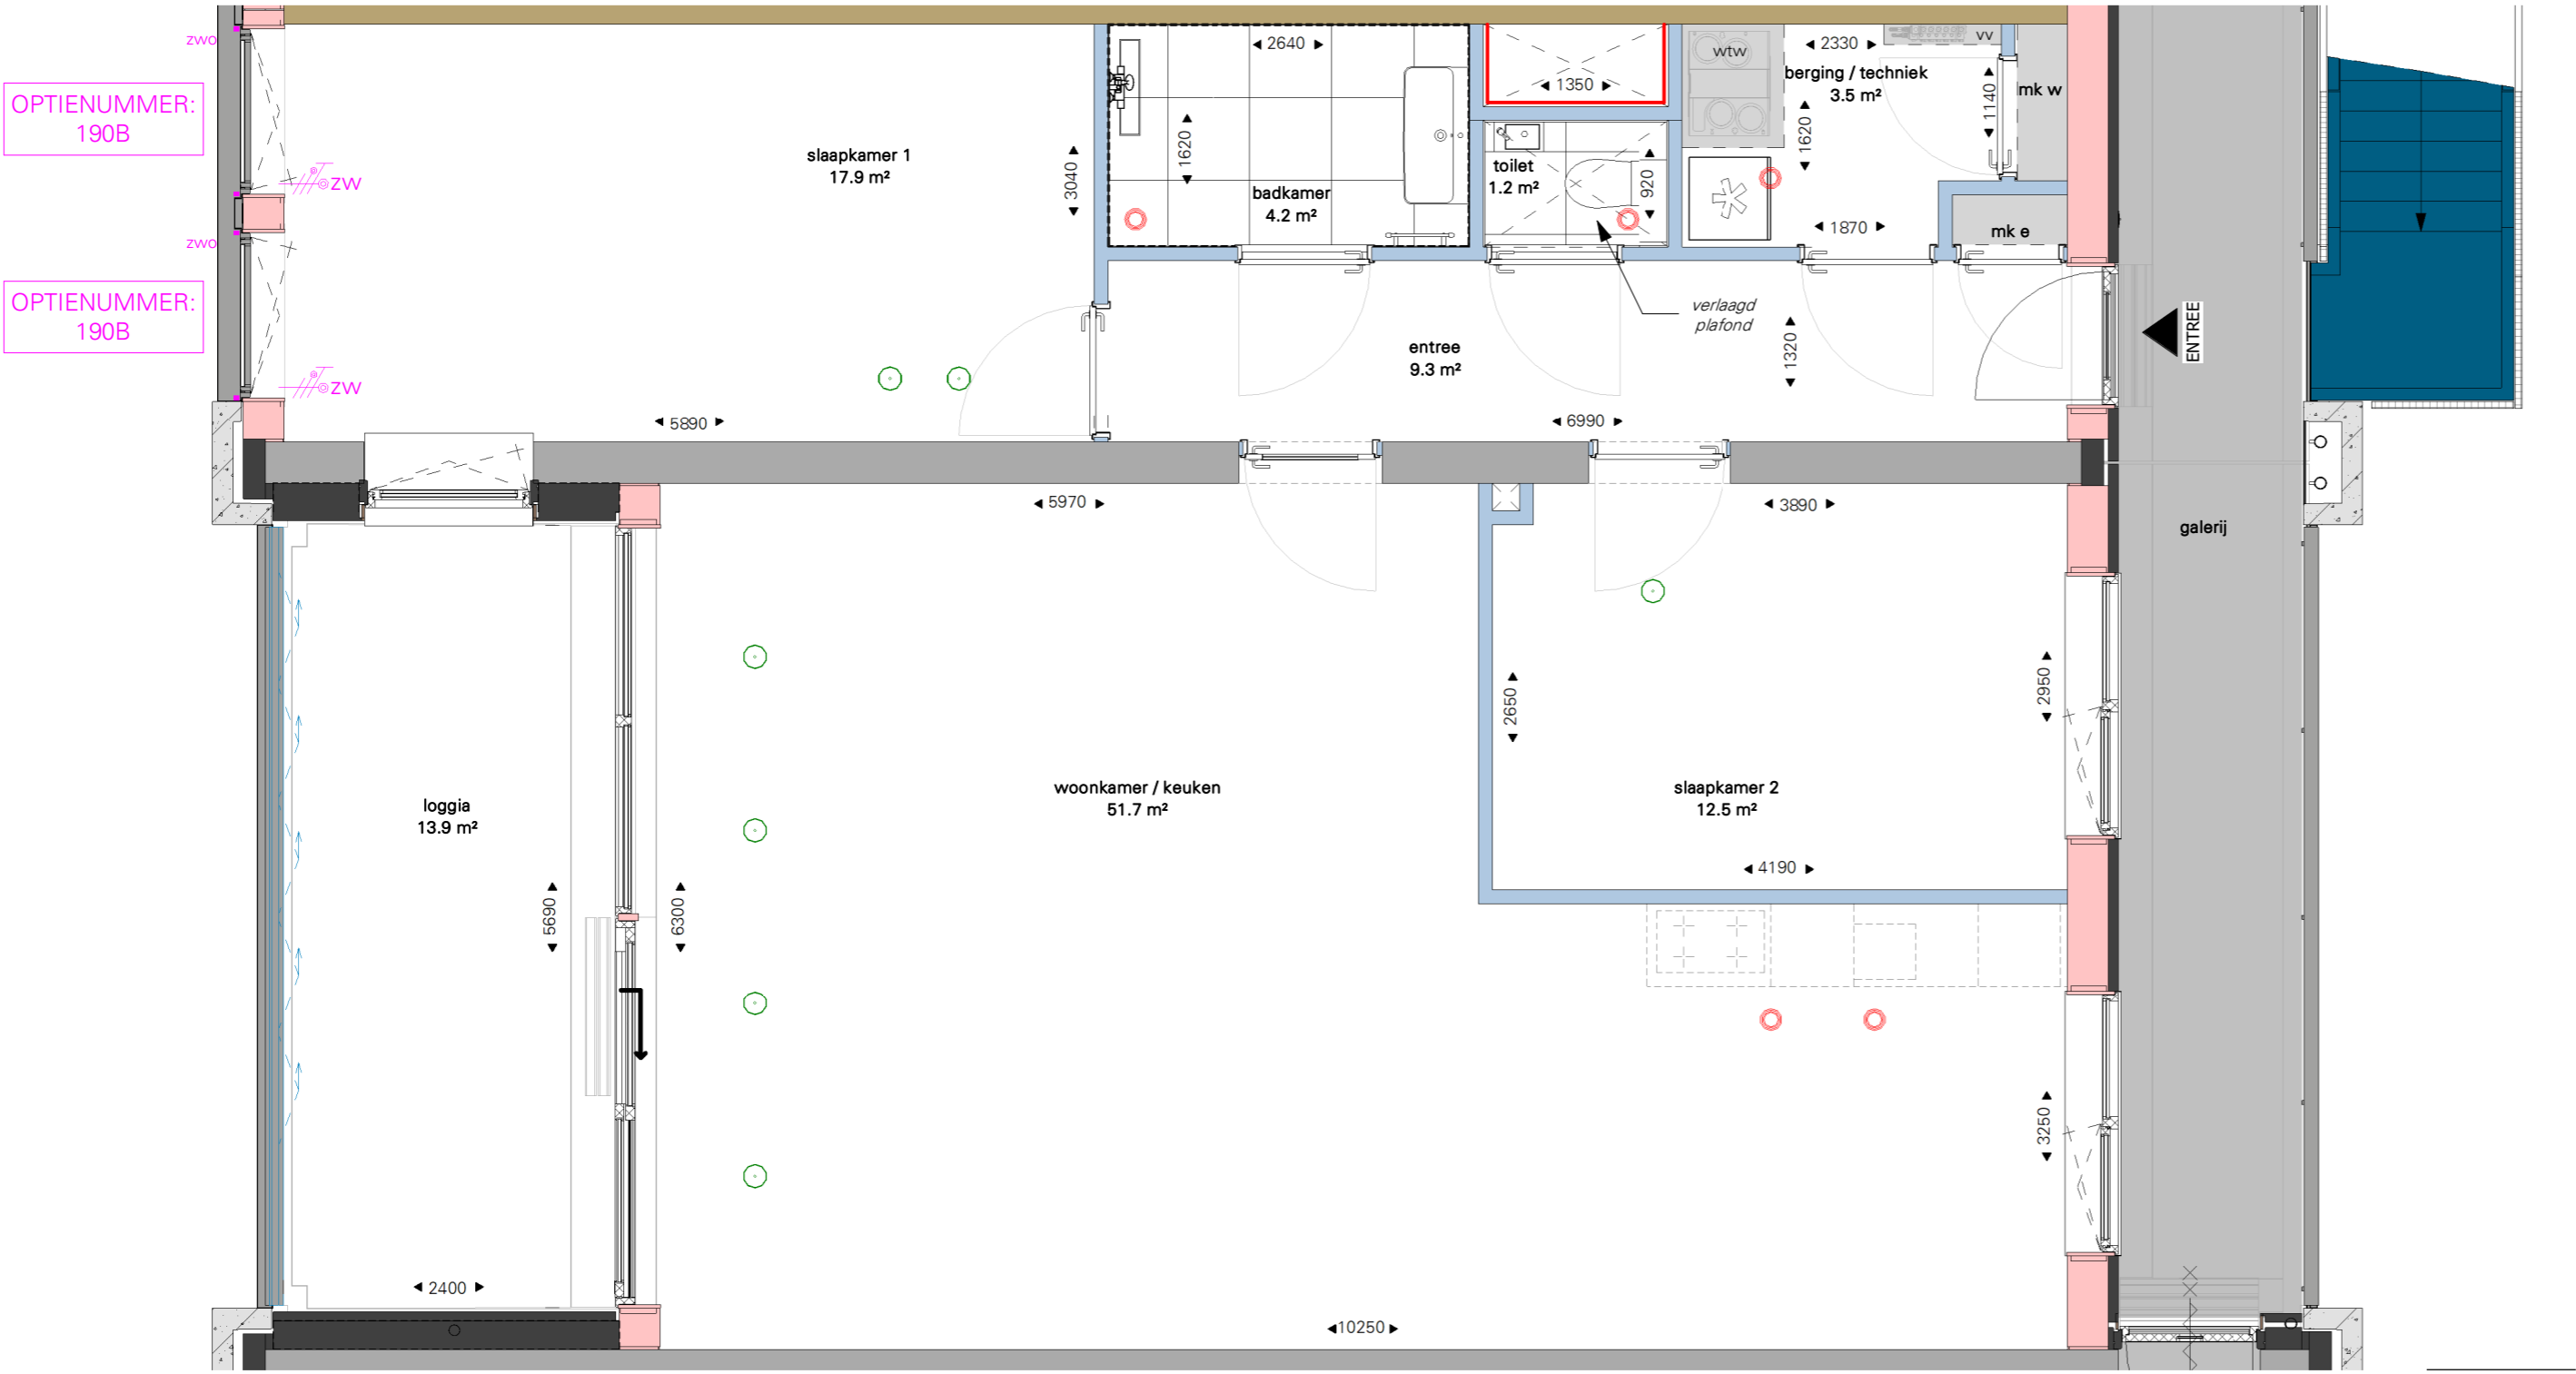 zwo
OPTIENUMMER:
190B
zw
zwo
OPTIENUMMER:
190B
zw
slaapkamer 1
17.9 m²
3040
5890
2640
1620
badkamer
4.2 m²
1350
toilet
1.2 m²
920
wtw
2330
vv
berging / techniek
3.5 m²
1620
1140
mk w
1870
mk e
verlaagd
plafond
entree
9.3 m²
1320
6990
ENTREE
galerij
5970
3890
2650
2950
slaapkamer 2
12.5 m²
4190
woonkamer / keuken
51.7 m²
loggia
13.9 m²
5690
6300
2400
3250
10250